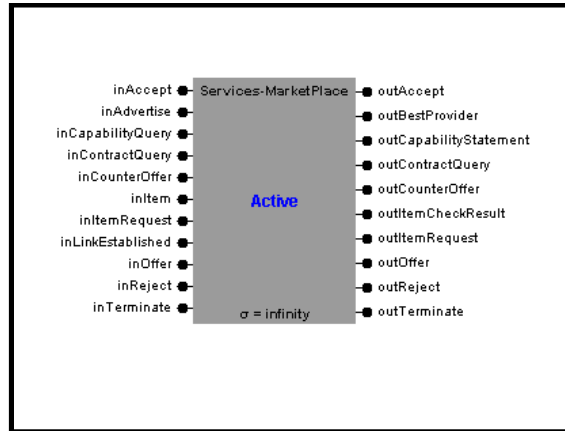 Services-MarketPlace
inAccept
inAdvertise
inCapabilityQuery
inContractQuery
inCounterOffer
inItem
inItemRequest
inLinkEstablished
inOffer
inReject
inTerminate
Active
σ = infinity
outAccept
outBestProvider
outCapabilityStatement
outContractQuery
outCounterOffer
outItemCheckResult
outItemRequest
outOffer
outReject
outTerminate